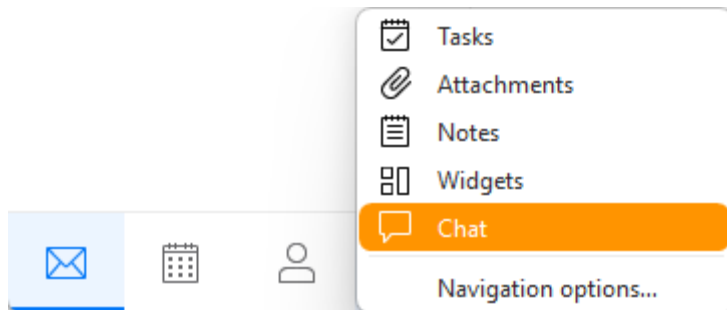 Tasks
Attachments
Notes
Widgets
Chat
Navigation options...